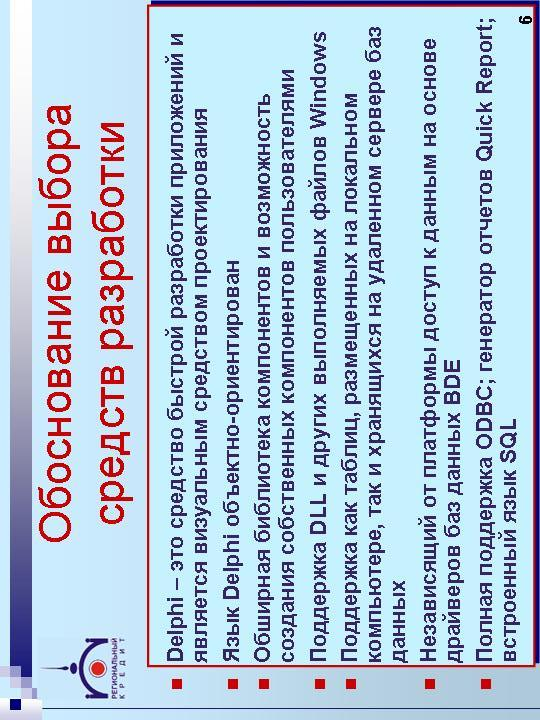 Обоснование выбора
средств разработки
РЕГИОНАЛЬНЫЙ
КРЕДИТ
Delphi – это средство быстрой разработки приложений и
является визуальным средством проектирования
Язык Delphi объектно-ориентирован
Обширная библиотека компонентов и возможность
создания собственных компонентов пользователями
Поддержка DLL и других выполняемых файлов Windows
Поддержка как таблиц, размещенных на локальном
компьютере, так и хранящихся на удаленном сервере баз
данных
Независящий от платформы доступ к данным на основе
драйверов баз данных BDE
Полная поддержка ODBC; генератор отчетов Quick Report;
встроенный язык SQL
6